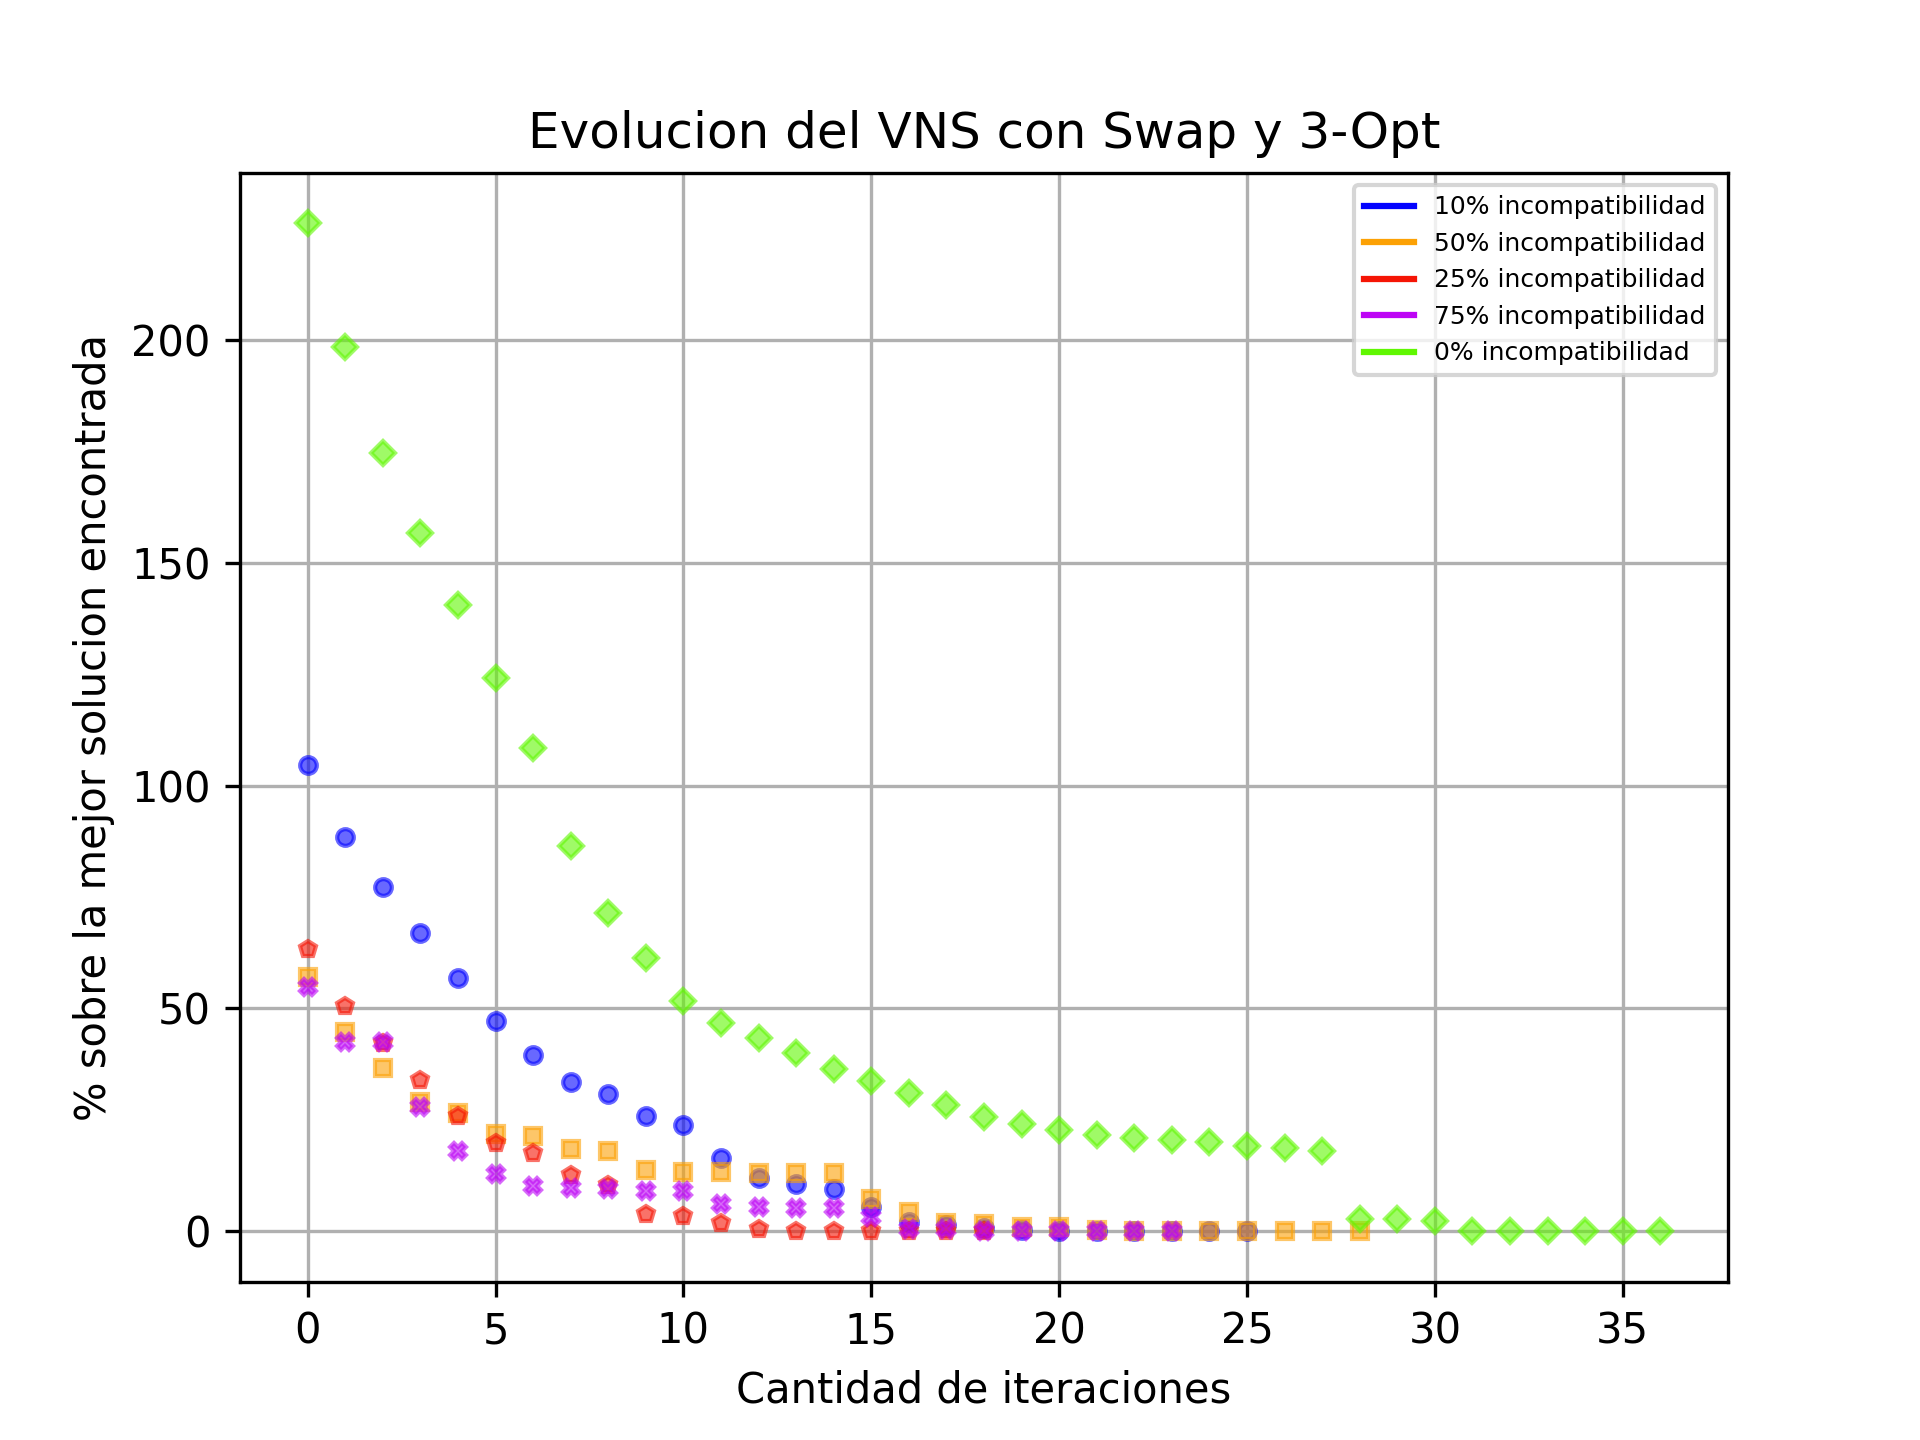 Evolucion del VNS con Swap y 3-Opt
10% incompatibilidad
50% incompatibilidad
25% incompatibilidad
75% incompatibilidad
0% incompatibilidad
% sobre la mejor solucion encontrada
200
150
100
50
0
0 5 10 15 20 25 30 35
Cantidad de iteraciones